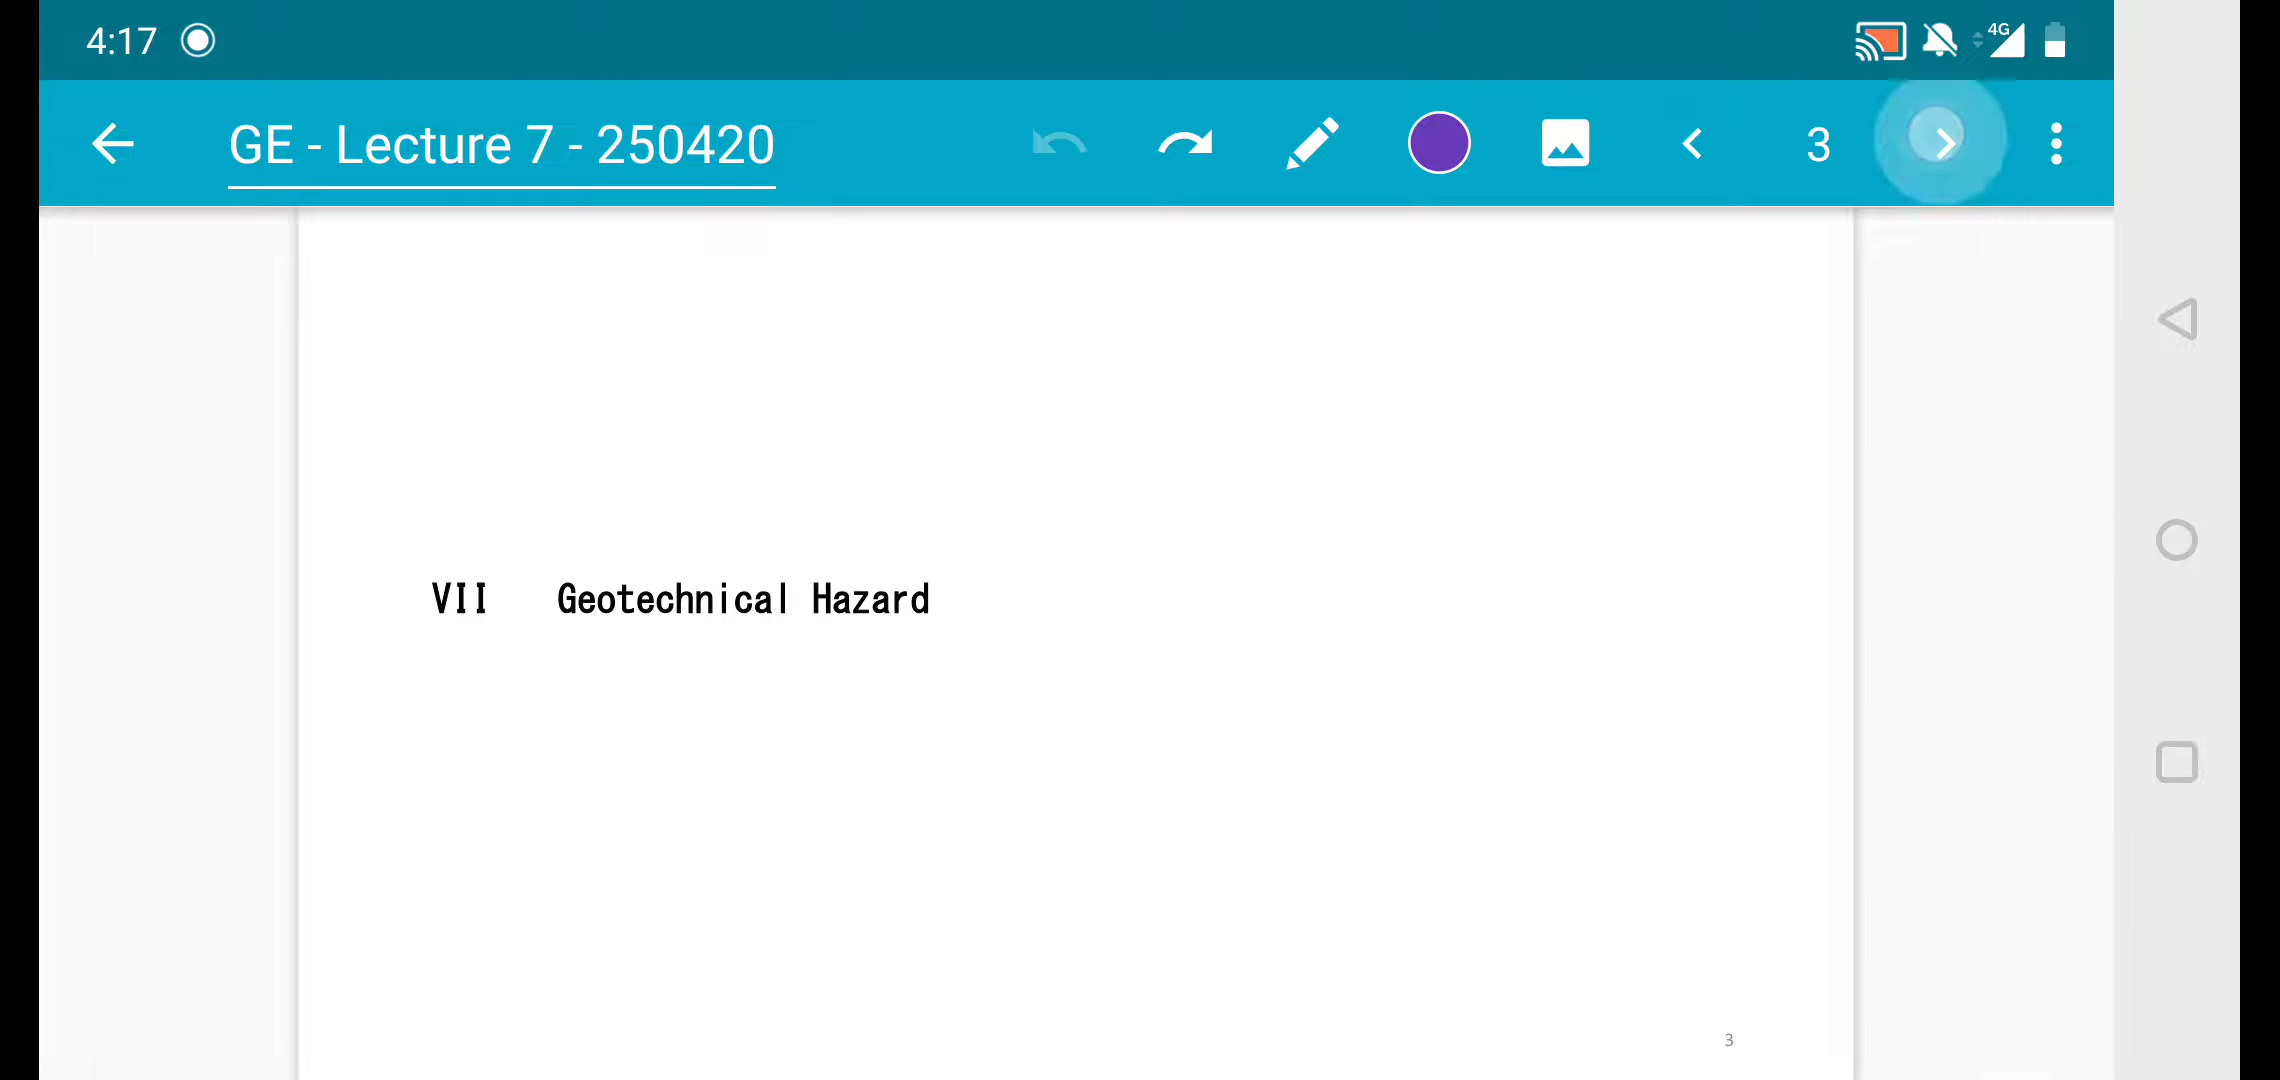 4:17
4G
GE - Lecture 7 - 250420
3
VII Geotechnical Hazard
3